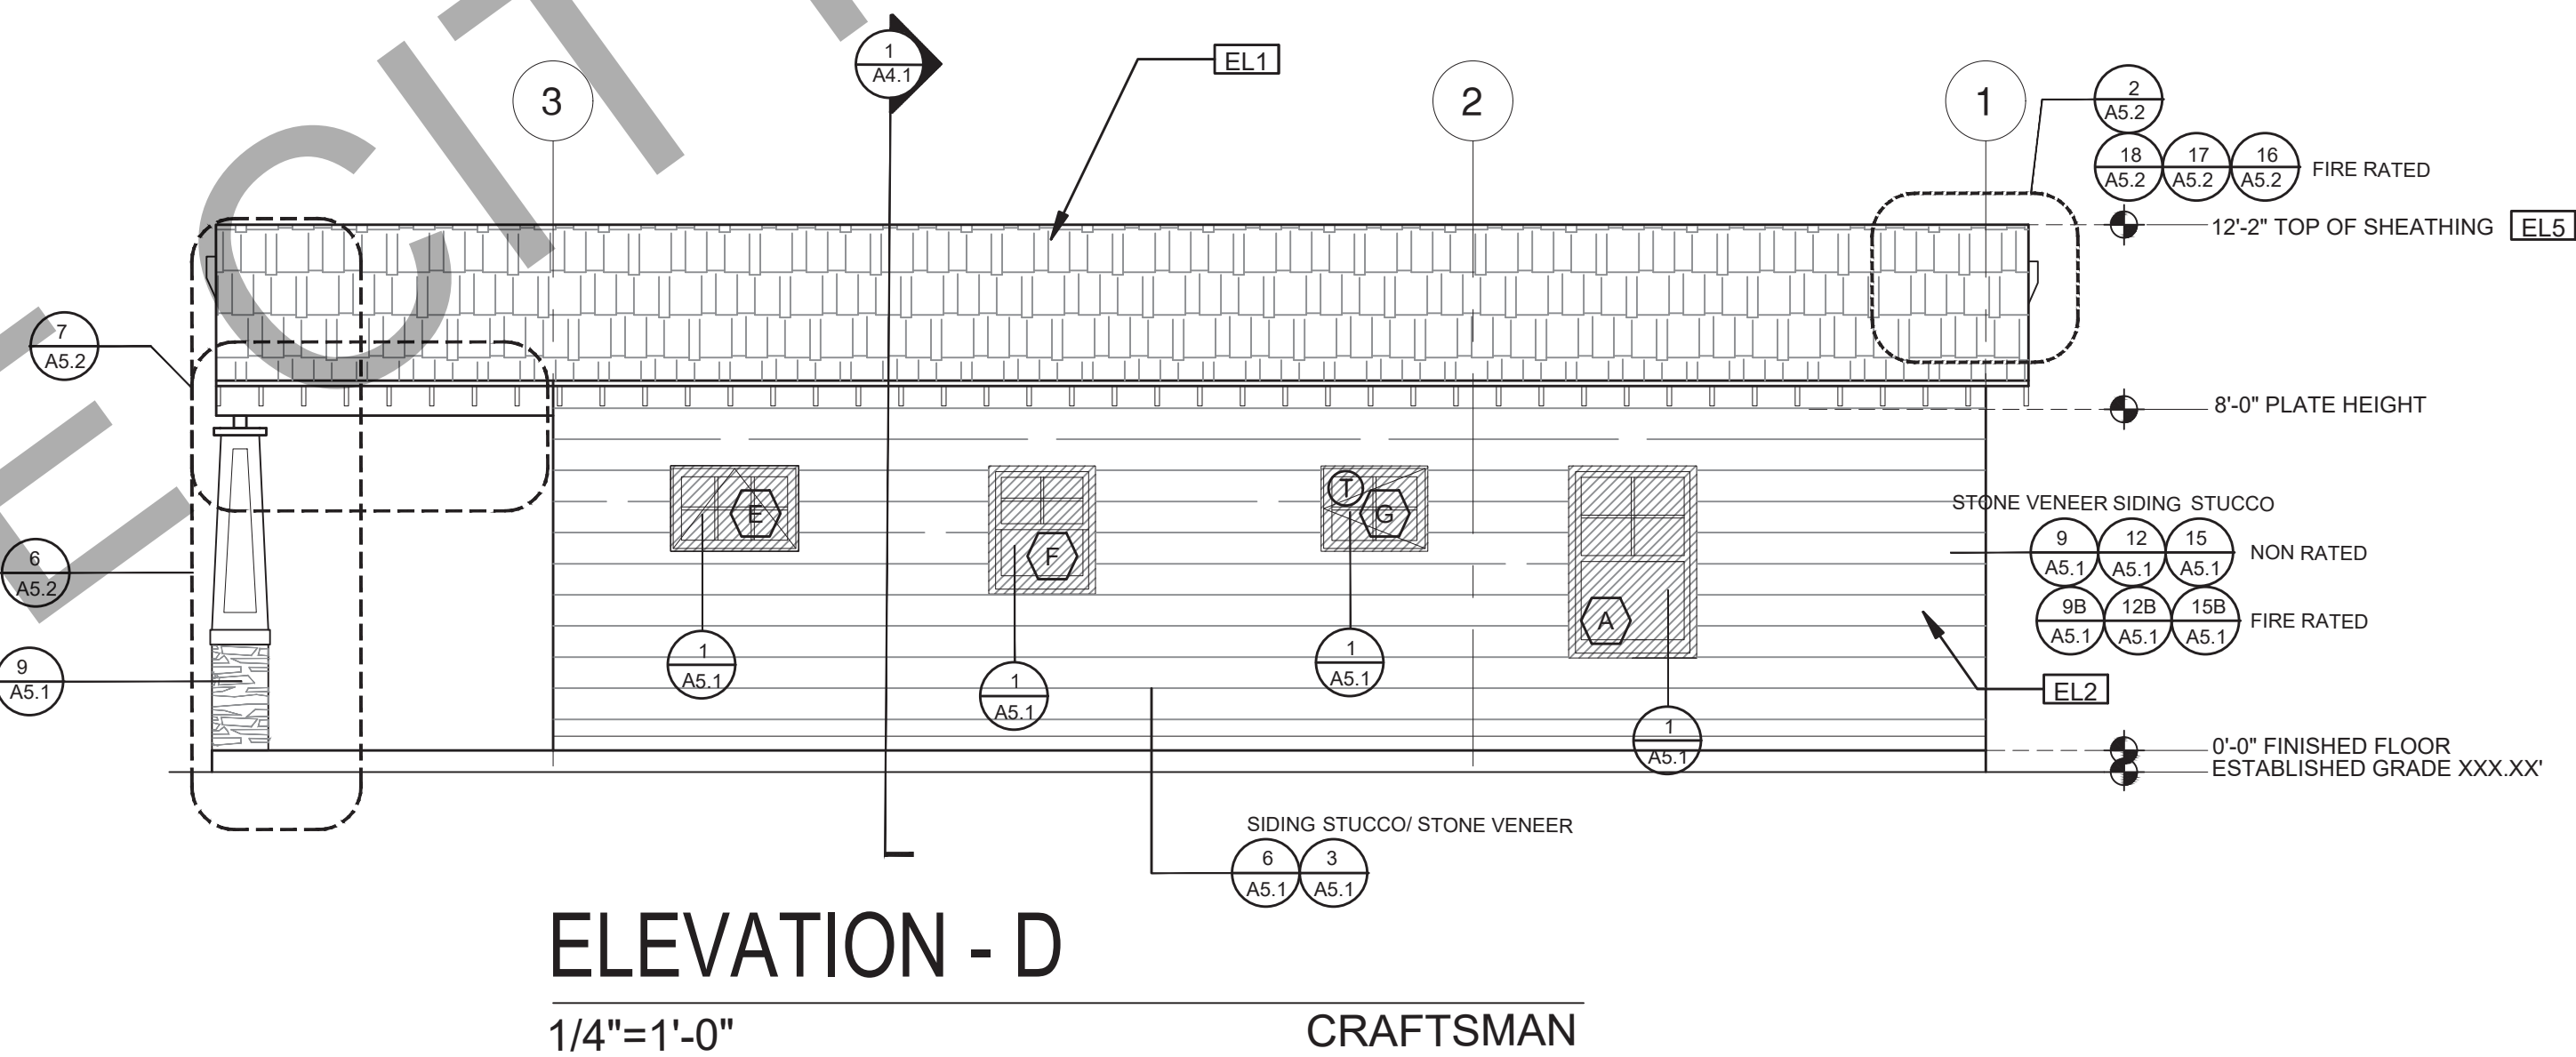 CIT
E
1
A4.1
EL1
3
2
1
2
A5.2
18
A5.2
17
A5.2
16
A5.2
FIRE RATED
12'-2" TOP OF SHEATHING
EL5
7
A5.2
8'-0" PLATE HEIGHT
E
F
T
G
A
STONE VENEER SIDING STUCCO
9
A5.1
12
A5.1
15
A5.1
NON RATED
9B
A5.1
12B
A5.1
15B
A5.1
FIRE RATED
6
A5.2
9
A5.1
1
A5.1
1
A5.1
1
A5.1
1
A5.1
EL2
0'-0" FINISHED FLOOR
ESTABLISHED GRADE XXX.XX'
SIDING STUCCO/ STONE VENEER
6
A5.1
3
A5.1
ELEVATION - D
1/4"=1'-0"
CRAFTSMAN